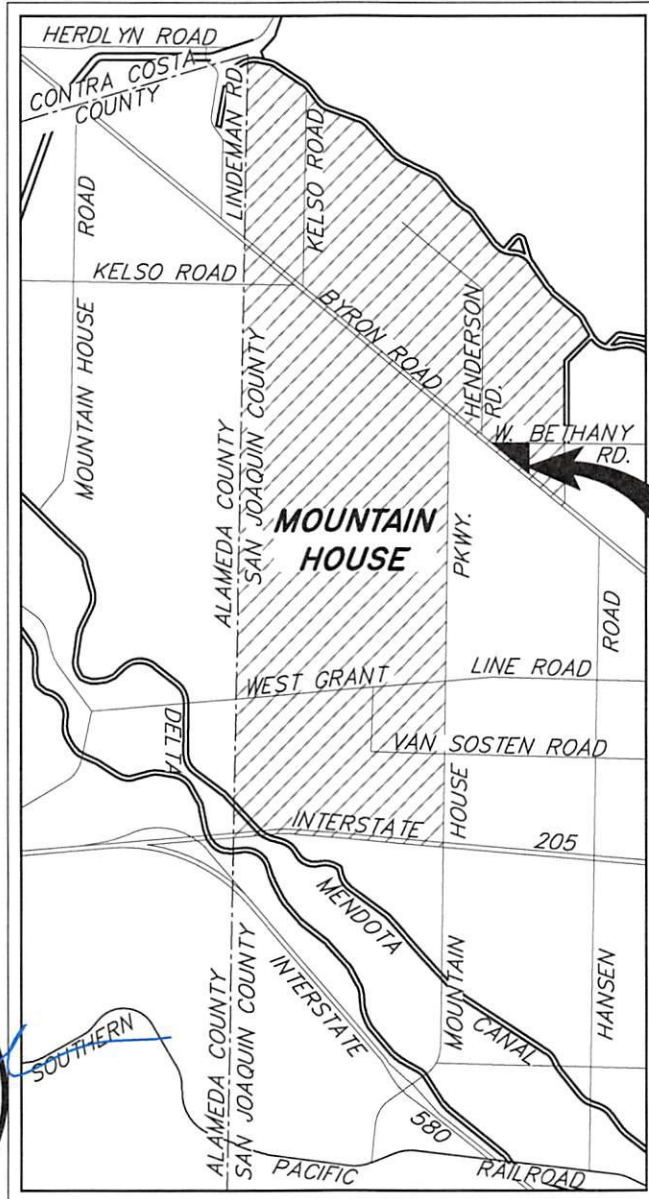 HERDLYN ROAD
CONTRA COSTA
COUNTY
LINDEMAN RD.
KELSO ROAD
ROAD
MOUNTAIN HOUSE
KELSO ROAD
BYRON ROAD
HENDERSON
RD.
W. BETHANY
RD.
ALAMEDA COUNTY
SAN JOAQUIN COUNTY
MOUNTAIN
HOUSE
PKWY.
ROAD
WEST GRANT
LINE ROAD
DELTA
VAN SOSTEN ROAD
INTERSTATE
205
HOUSE
MENDOTA
MOUNTAIN
CANAL
HANSEN
INTERSTATE
580
ALAMEDA COUNTY
SAN JOAQUIN COUNTY
SOUTHERN
PACIFIC
RAILROAD